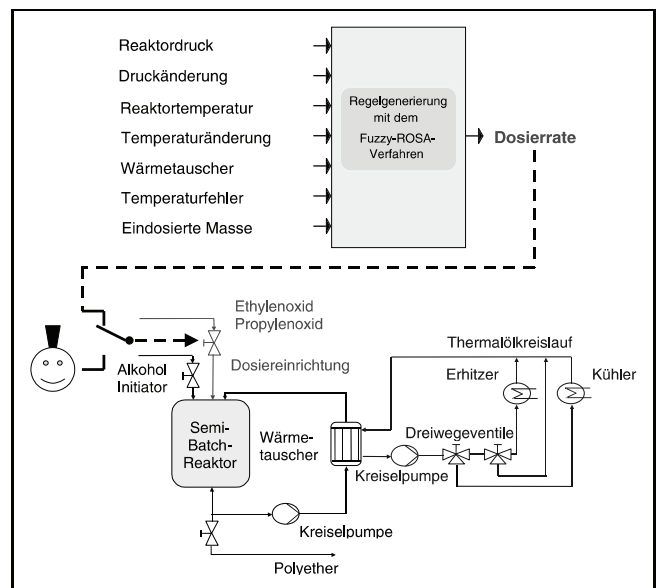 Reaktordruck
Druckänderung
Reaktortemperatur
Temperaturänderung
Wärmetauscher
Temperaturfehler
Eindosierte Masse
Regelgenerierung
mit dem
Fuzzy-ROSA-
Verfahren
Dosierrate
Ethylenoxid
Propylenoxid
Alkohol
Initiator
Dosiereinrichtung
Thermalölkreislauf
Erhitzer
Kühler
Semi-
Batch-
Reaktor
Wärme-
tauscher
Dreiwegeventile
Kreiselpumpe
Kreiselpumpe
Polyether